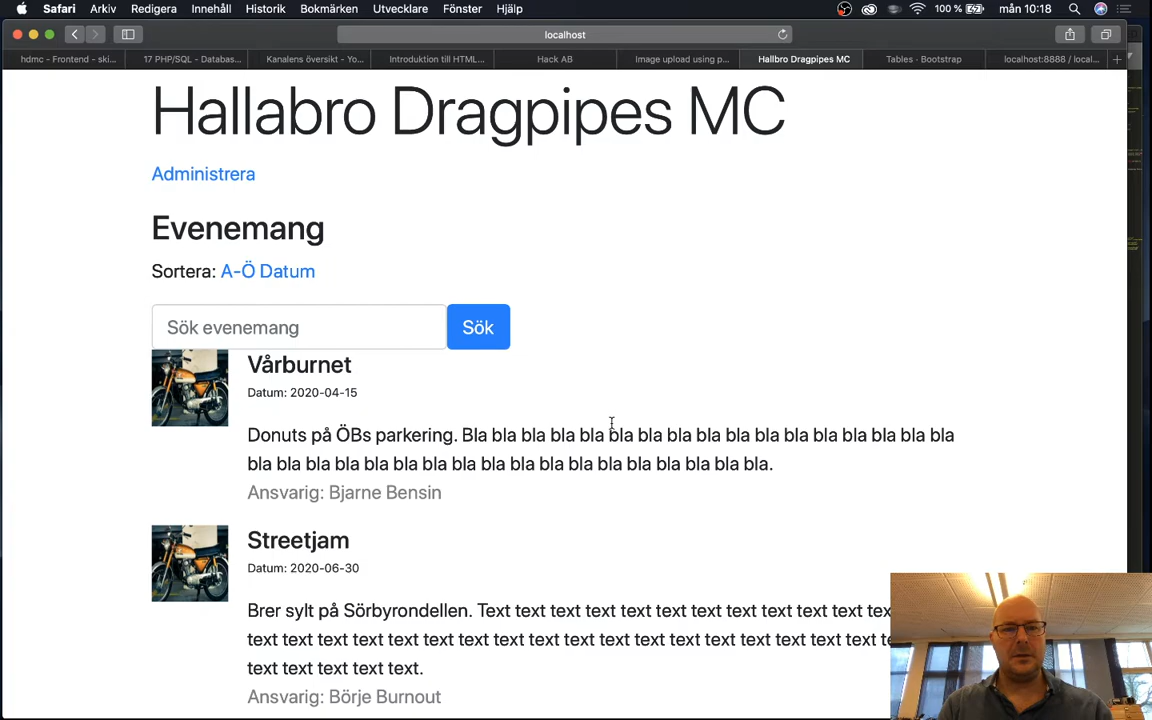 Safari Arkiv Redigera Innehåll Historik Bokmärken Utvecklare Fönster Hjälp 100 % mån 10:18
localhost
hdmc - Frontend - ski... 17 PHP/SQL - Databas... Kanalens översikt - Yo... Introduktion till HTML... Hack AB Image upload using p... Hallbro Dragpipes MC Tables · Bootstrap localhost:8888 / local...
Hallabro Dragpipes MC
Administrera
Evenemang
Sortera: A-Ö Datum
Sök evenemang Sök
Vårburnet
Datum: 2020-04-15
Donuts på ÖBs parkering. Bla bla bla bla bla bla bla bla bla bla bla bla bla bla bla bla bla
bla bla bla bla bla bla bla bla bla bla bla bla bla bla bla bla bla bla.
Ansvarig: Bjarne Bensin
Streetjam
Datum: 2020-06-30
Brer sylt på Sörbyrondellen. Text text text text text text text text text text text te
text text text text text text text text text text text text text text text text text te
text text text text text.
Ansvarig: Börje Burnout